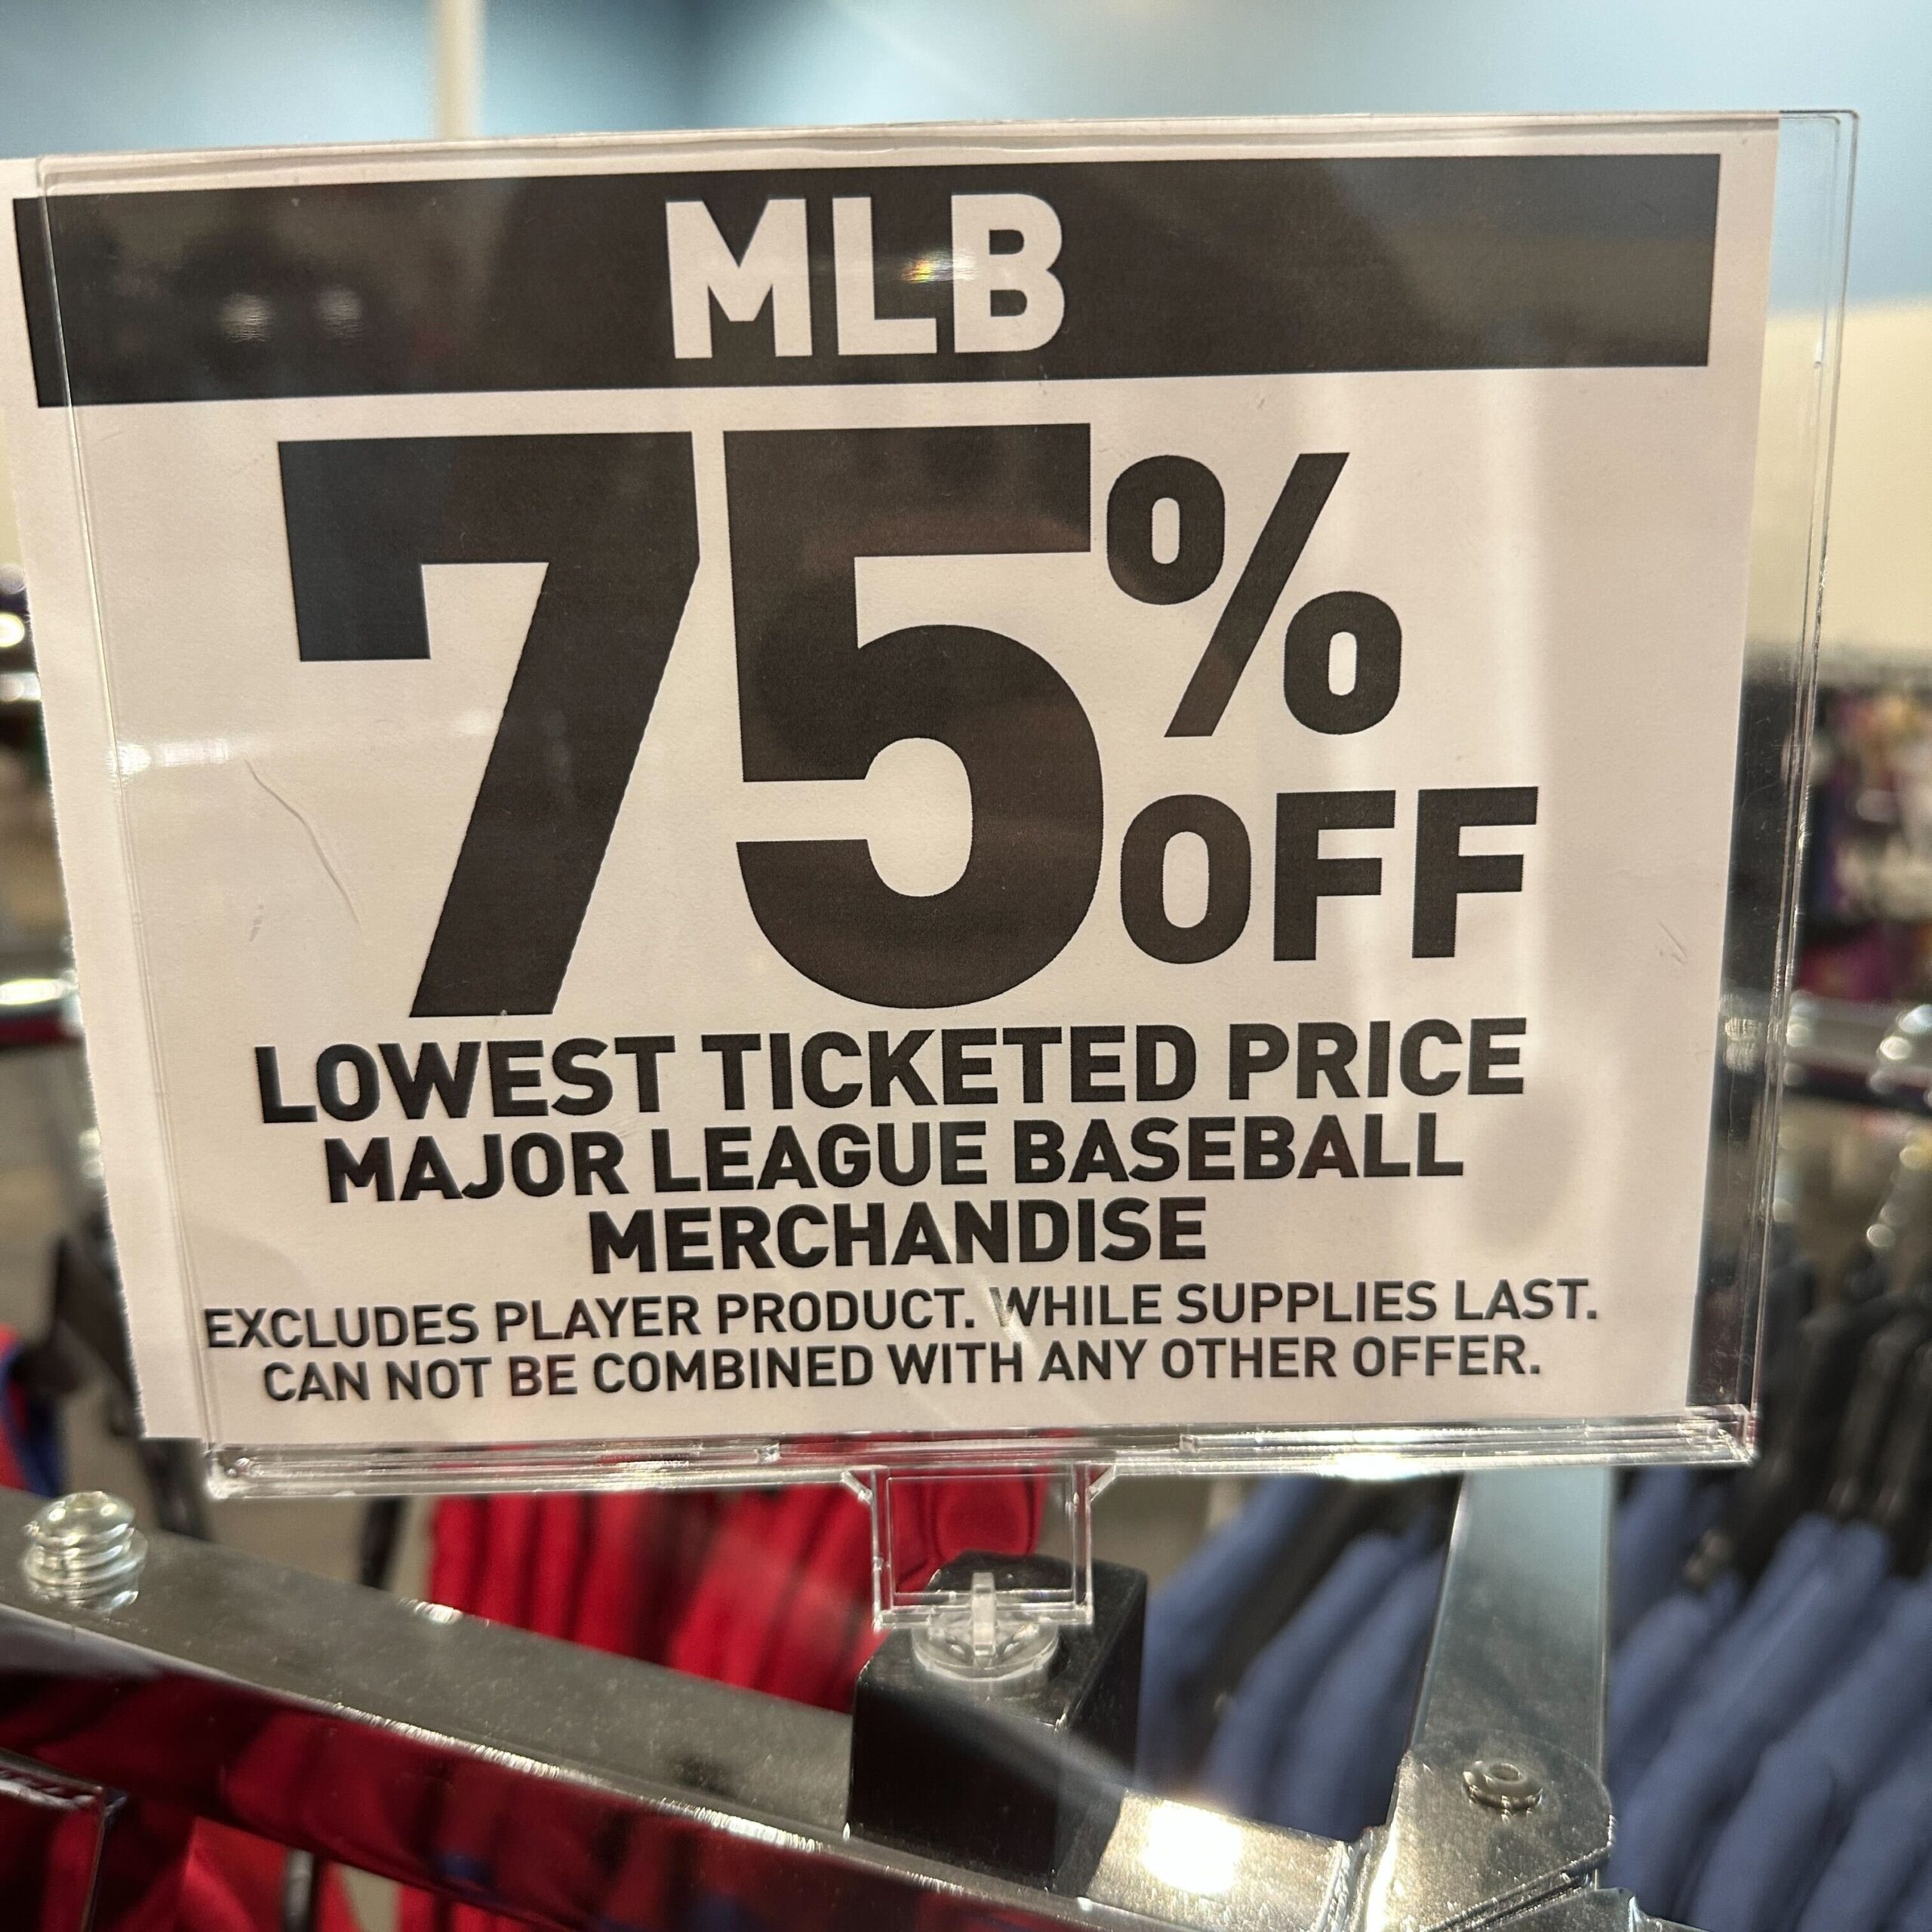 MLB
75%
OFF
LOWEST TICKETED PRICE
MAJOR LEAGUE BASEBALL
MERCHANDISE
EXCLUDES PLAYER PRODUCT. WHILE SUPPLIES LAST.
CAN NOT BE COMBINED WITH ANY OTHER OFFER.